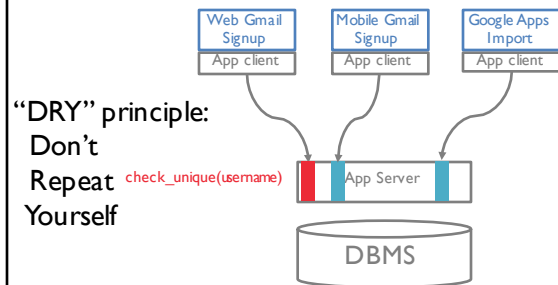 Web Gmail
Signup
App client
Mobile Gmail
Signup
App client
Google Apps
Import
App client
“DRY” principle:
Don’t
Repeat
Yourself
check_unique(username)
App Server
DBMS